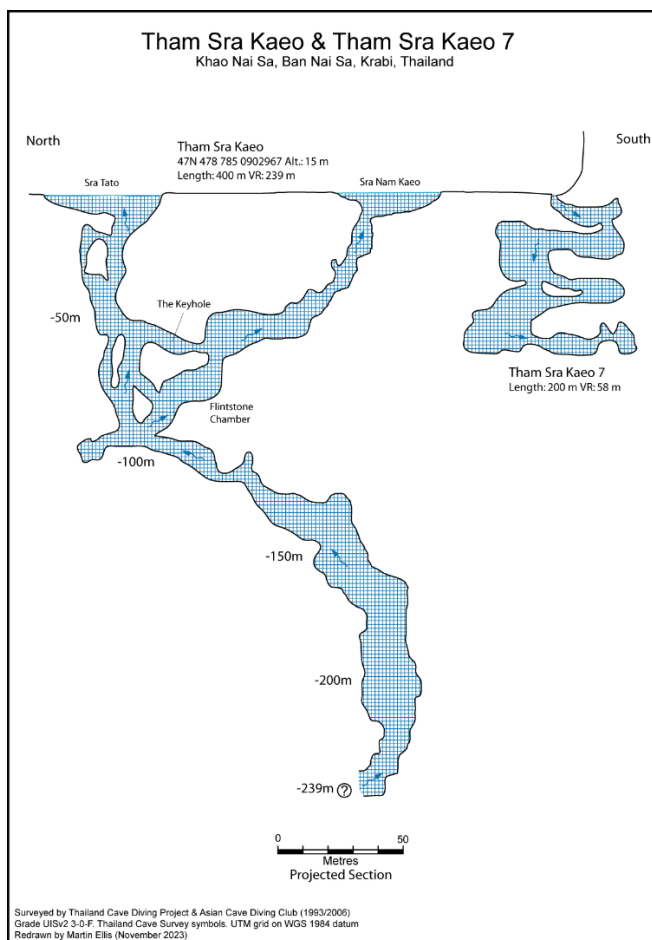 Tham Sra Kaeo & Tham Sra Kaeo 7
Khao Nai Sa, Ban Nai Sa, Krabi, Thailand
North
South
Tham Sra Kaeo
47N 478 785 0902967 Alt.: 15 m
Length: 400 m VR: 239 m
Sra Tato
Sra Nam Kaeo
-50m
The Keyhole
Tham Sra Kaeo 7
Length: 200 m VR: 58 m
Flintstone
Chamber
-100m
-150m
-200m
-239m ?
0 50
Metres
Projected Section
Surveyed by Thailand Cave Diving Project & Asian Cave Diving Club (1993/2006)
Grade UISv2 3-0-F. Thailand Cave Survey symbols. UTM grid on WGS 1984 datum
Redrawn by Martin Ellis (November 2023)